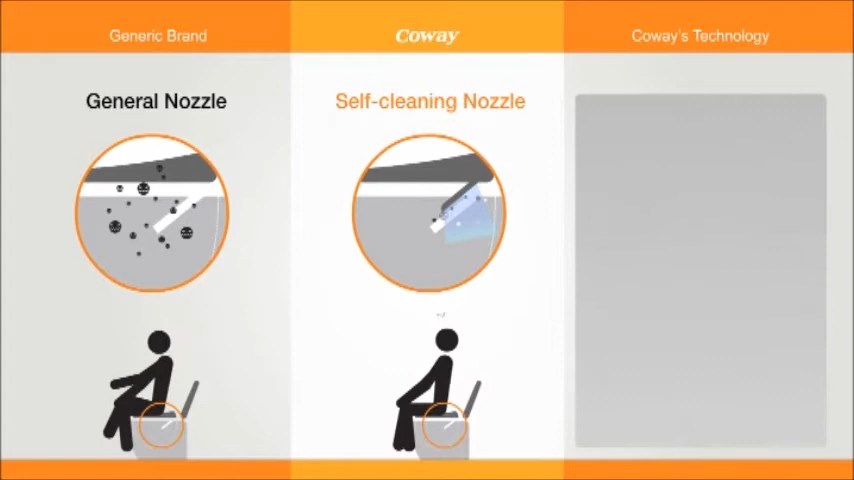 Generic Brand
Coway
Coway's Technology
General Nozzle
Self-cleaning Nozzle